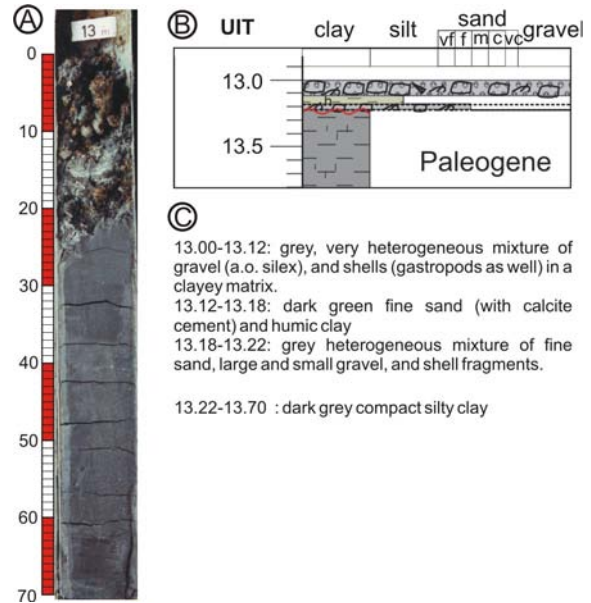 A
13 m
0
10
20
30
40
50
60
70
B UIT clay silt sand gravel
vf f m c vc
13.0
13.5
Paleogene
C
13.00-13.12: grey, very heterogeneous mixture of
gravel (a.o. silex), and shells (gastropods as well) in a
clayey matrix.
13.12-13.18: dark green fine sand (with calcite
cement) and humic clay
13.18-13.22: grey heterogeneous mixture of fine
sand, large and small gravel, and shell fragments.
13.22-13.70 : dark grey compact silty clay